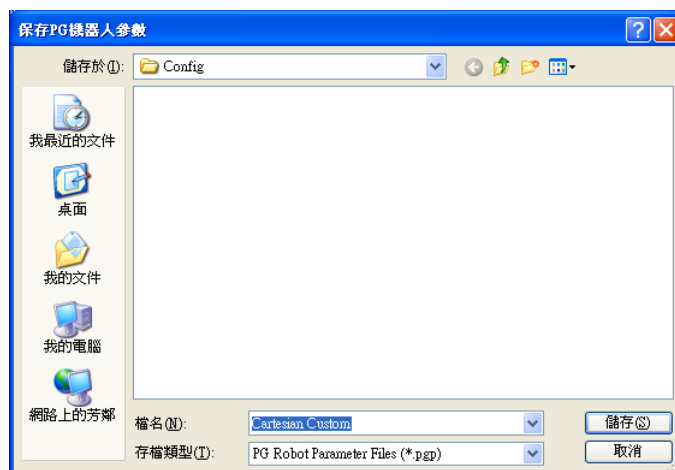 保存PG機器人參數
儲存於(I): Config
我最近的文件
桌面
我的文件
我的電腦
網路上的芳鄰
檔名(N): Cartesian Custom 儲存(S)
存檔類型(T): PG Robot Parameter Files (*.pgp) 取消